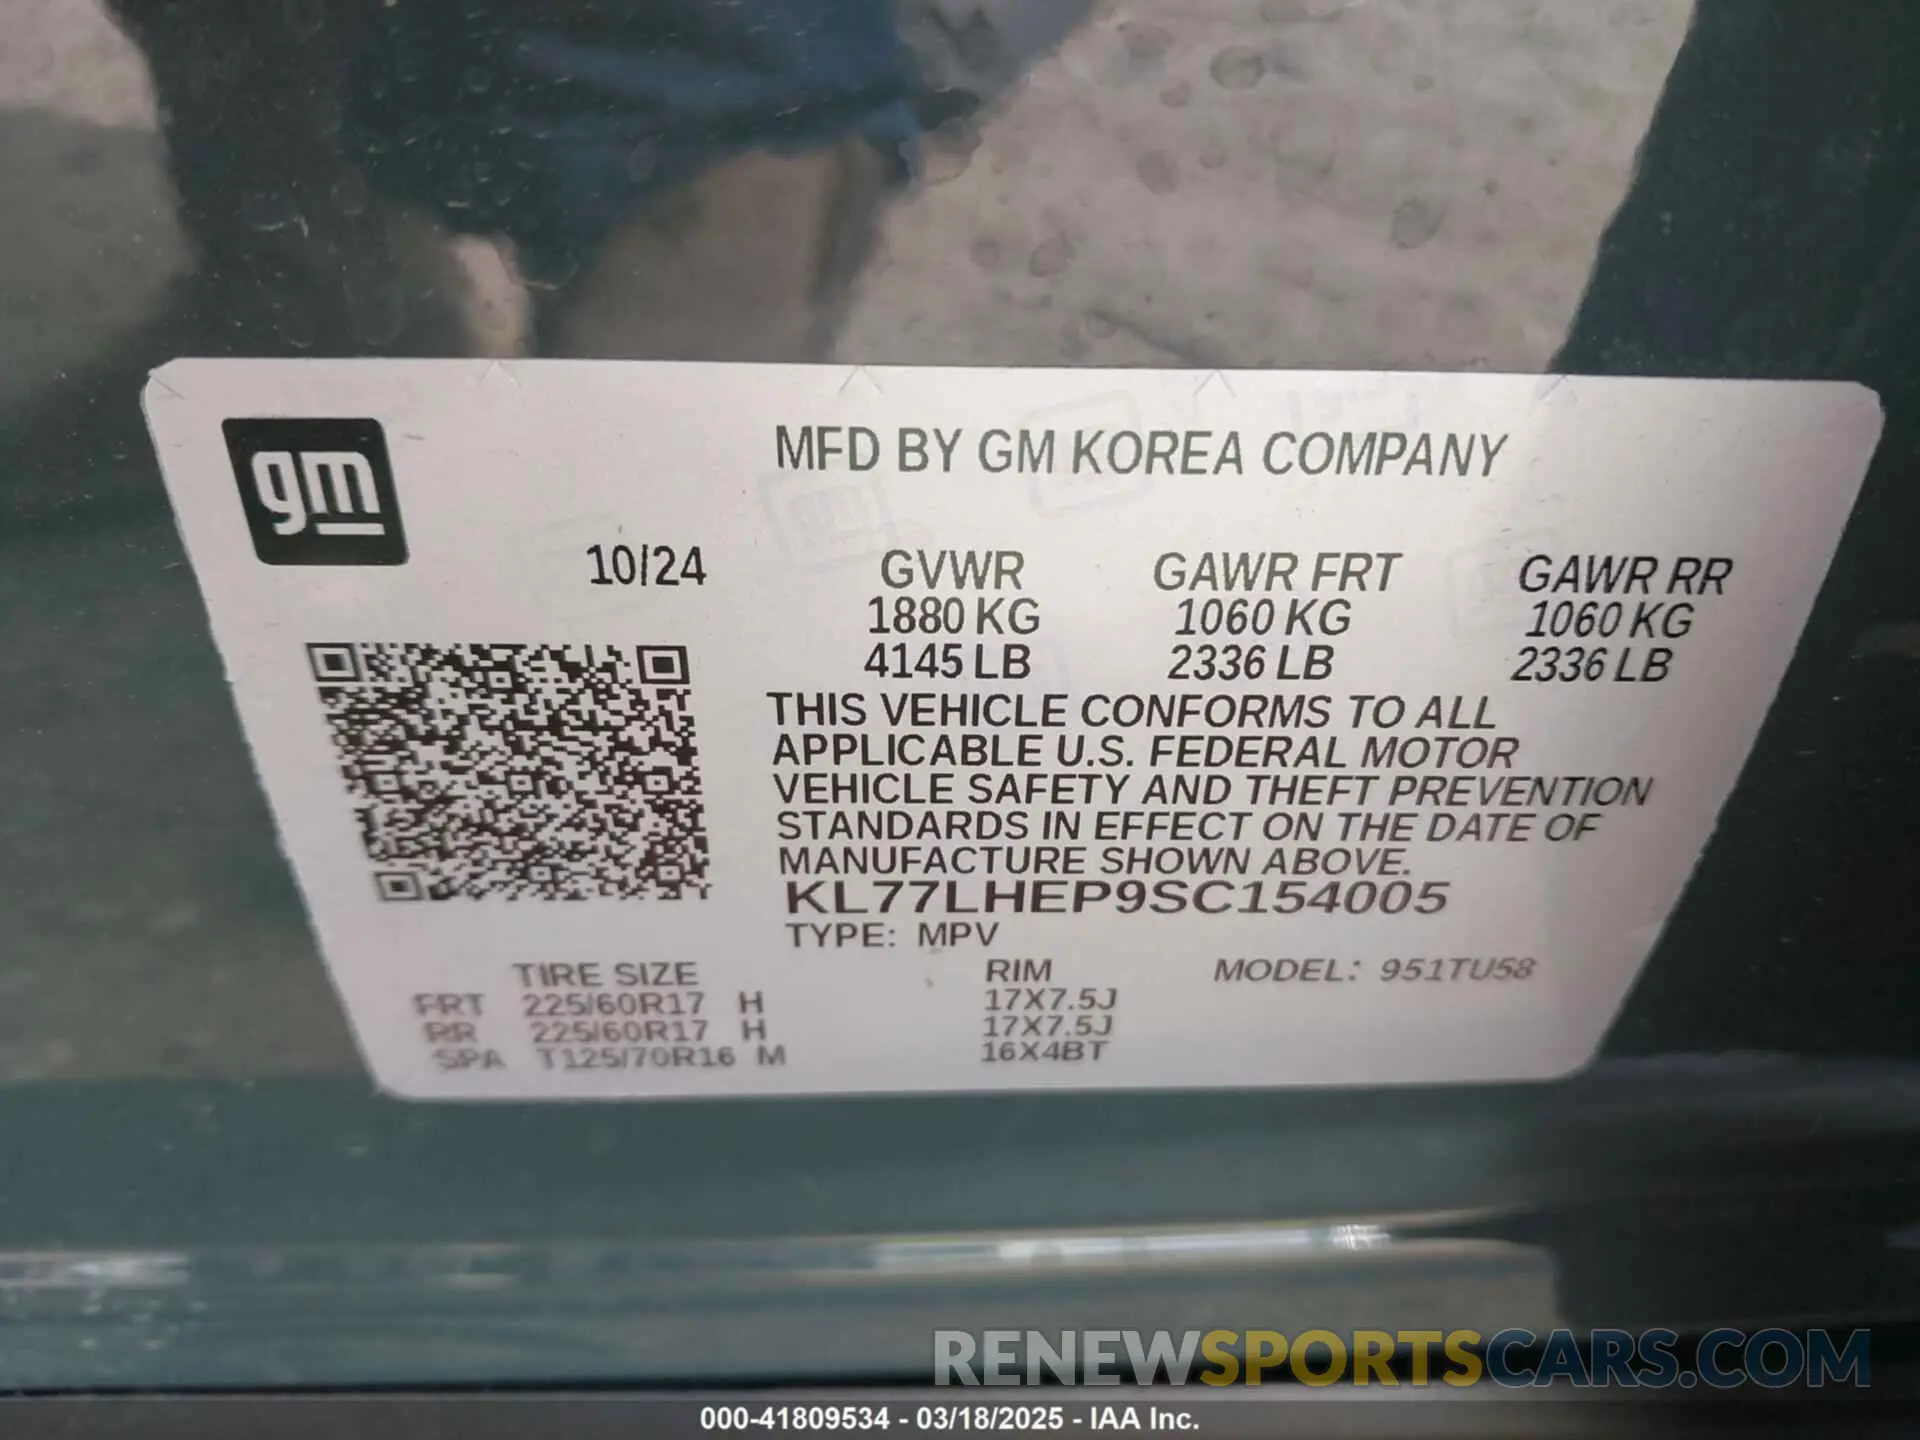 gm
MFD BY GM KOREA COMPANY
10/24
GVWR GAWR FRT GAWR RR
1880 KG 1060 KG 1060 KG
4145 LB 2336 LB 2336 LB
THIS VEHICLE CONFORMS TO ALL
APPLICABLE U.S. FEDERAL MOTOR
VEHICLE SAFETY AND THEFT PREVENTION
STANDARDS IN EFFECT ON THE DATE OF
MANUFACTURE SHOWN ABOVE.
KL77LHEP9SC154005
TYPE: MPV
TIRE SIZE RIM MODEL: 951TU58
FRT 225/60R17 H 17X7.5J
RR 225/60R17 H 17X7.5J
SPA T125/70R16 M 16X4BT
RENEWSPORTSCARS.COM
000-41809534 - 03/18/2025 - IAA Inc.